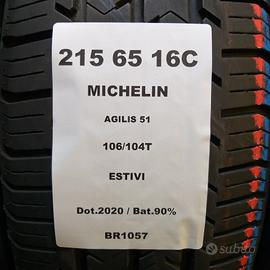 215 65 16C
MICHELIN
AGILIS 51
106/104T
ESTIVI
Dot.2020 / Bat.90%
BR1057
subito